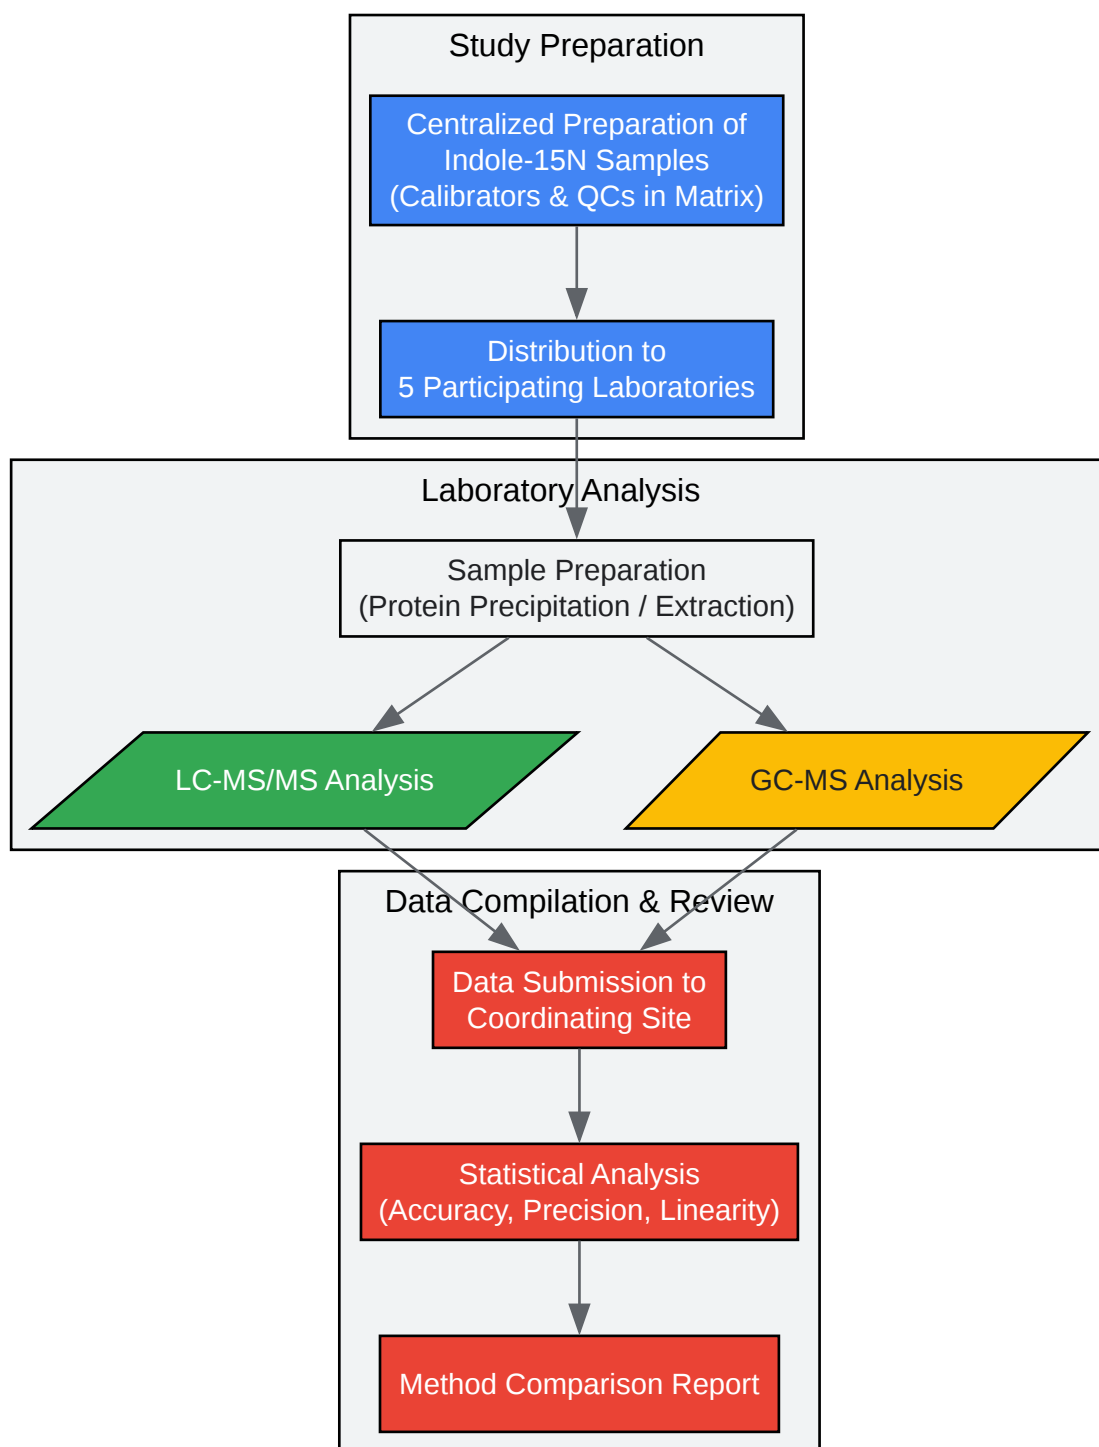 Study Preparation
Centralized Preparation of
Indole-15N Samples
(Calibrators & QCs in Matrix)
Distribution to
5 Participating Laboratories
Laboratory Analysis
Sample Preparation
(Protein Precipitation / Extraction)
LC-MS/MS Analysis
GC-MS Analysis
Data Compilation & Review
Data Submission to
Coordinating Site
Statistical Analysis
(Accuracy, Precision, Linearity)
Method Comparison Report